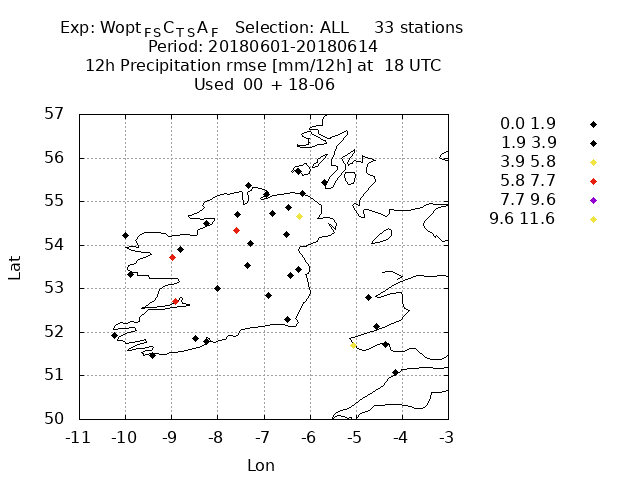 Exp: Wopt_FS C_TS A_F   Selection: ALL     33 stations
Period: 20180601-20180614
12h Precipitation rmse [mm/12h] at  18 UTC
Used  00 + 18-06
57
56
55
54
53
52
51
50
-11 -10 -9 -8 -7 -6 -5 -4 -3
Lat
Lon
0.0 1.9
1.9 3.9
3.9 5.8
5.8 7.7
7.7 9.6
9.6 11.6